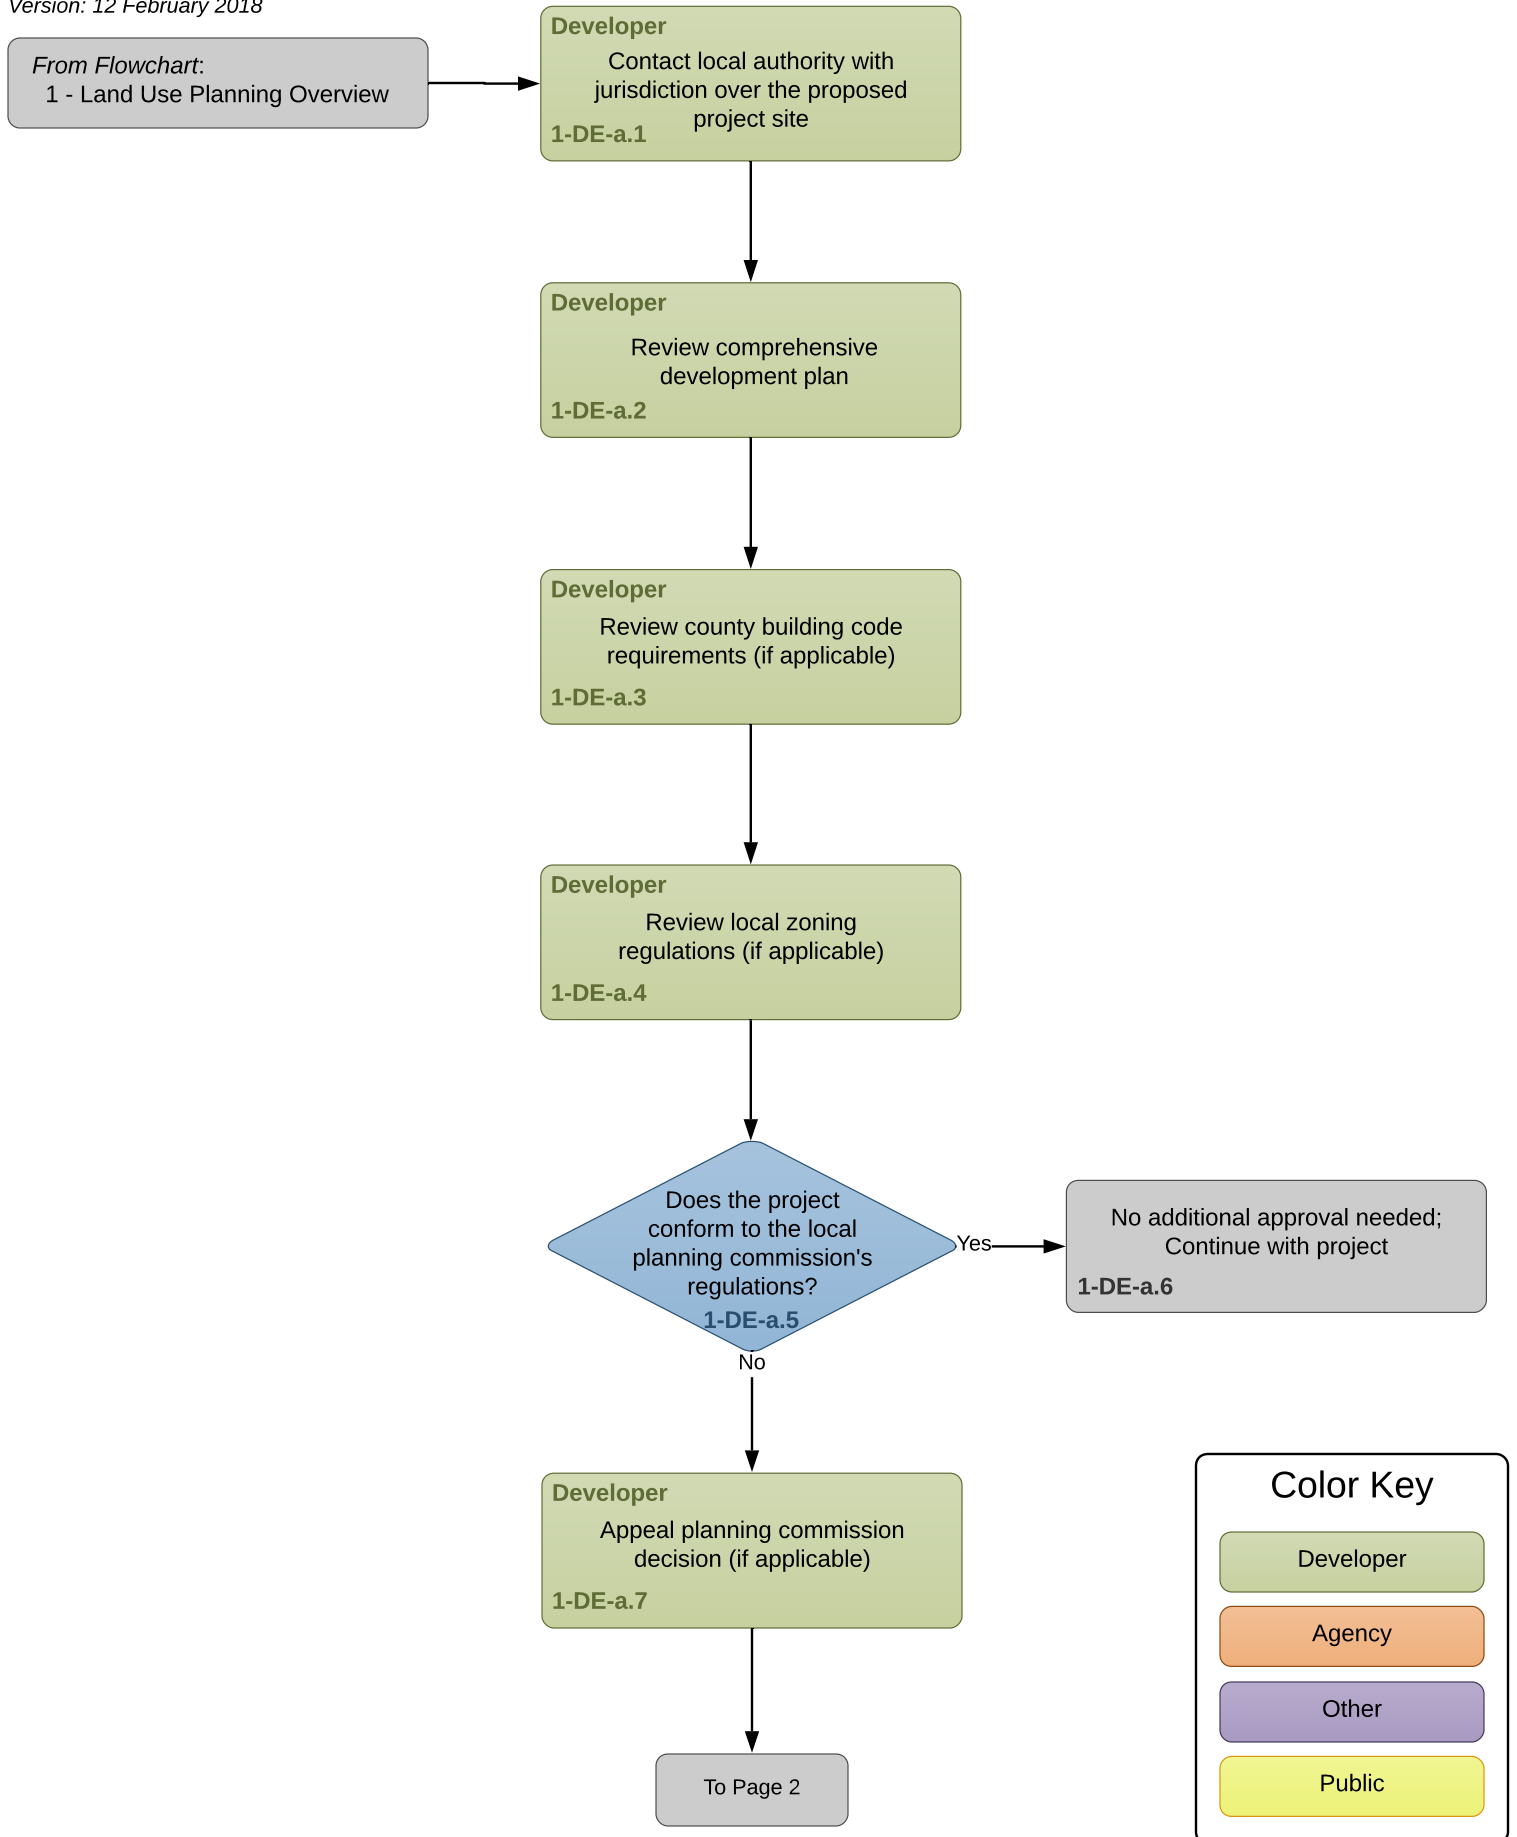 Version: 12 February 2018
From Flowchart:
1 - Land Use Planning Overview
Developer
Contact local authority with
jurisdiction over the proposed
project site
1-DE-a.1
Developer
Review comprehensive
development plan
1-DE-a.2
Developer
Review county building code
requirements (if applicable)
1-DE-a.3
Developer
Review local zoning
regulations (if applicable)
1-DE-a.4
Does the project
conform to the local
planning commission's
regulations?
1-DE-a.5
Yes
No additional approval needed;
Continue with project
1-DE-a.6
No
Developer
Appeal planning commission
decision (if applicable)
1-DE-a.7
To Page 2
Color Key
Developer
Agency
Other
Public